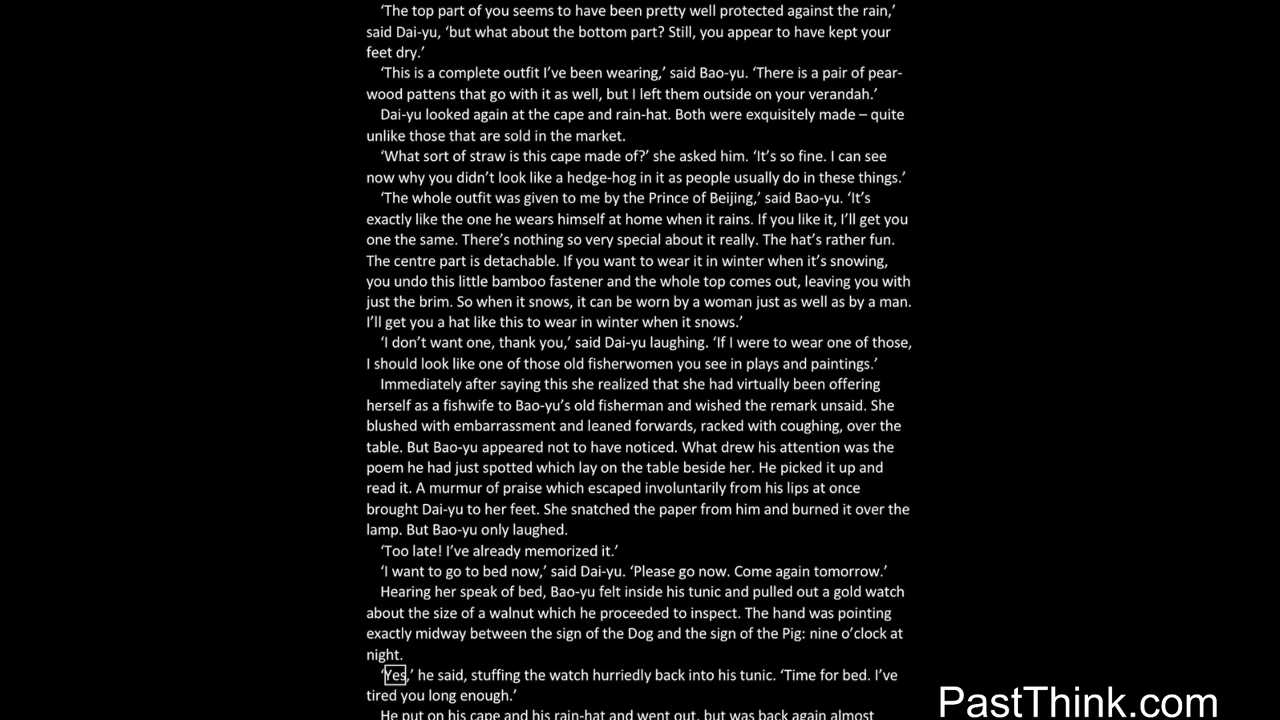 ‘The top part of you seems to have been pretty well protected against the rain,’
said Dai-yu, ‘but what about the bottom part? Still, you appear to have kept your
feet dry.’
‘This is a complete outfit I’ve been wearing,’ said Bao-yu. ‘There is a pair of pear-
wood pattens that go with it as well, but I left them outside on your verandah.’
Dai-yu looked again at the cape and rain-hat. Both were exquisitely made – quite
unlike those that are sold in the market.
‘What sort of straw is this cape made of?’ she asked him. ‘It’s so fine. I can see
now why you didn’t look like a hedge-hog in it as people usually do in these things.’
‘The whole outfit was given to me by the Prince of Beijing,’ said Bao-yu. ‘It’s
exactly like the one he wears himself at home when it rains. If you like it, I’ll get you
one the same. There’s nothing so very special about it really. The hat’s rather fun.
The centre part is detachable. If you want to wear it in winter when it’s snowing,
you undo this little bamboo fastener and the whole top comes out, leaving you with
just the brim. So when it snows, it can be worn by a woman just as well as by a man.
I’ll get you a hat like this to wear in winter when it snows.’
‘I don’t want one, thank you,’ said Dai-yu laughing. ‘If I were to wear one of those,
I should look like one of those old fisherwomen you see in plays and paintings.’
Immediately after saying this she realized that she had virtually been offering
herself as a fishwife to Bao-yu’s old fisherman and wished the remark unsaid. She
blushed with embarrassment and leaned forwards, racked with coughing, over the
table. But Bao-yu appeared not to have noticed. What drew his attention was the
poem he had just spotted which lay on the table beside her. He picked it up and
read it. A murmur of praise which escaped involuntarily from his lips at once
brought Dai-yu to her feet. She snatched the paper from him and burned it over the
lamp. But Bao-yu only laughed.
‘Too late! I’ve already memorized it.’
‘I want to go to bed now,’ said Dai-yu. ‘Please go now. Come again tomorrow.’
Hearing her speak of bed, Bao-yu felt inside his tunic and pulled out a gold watch
about the size of a walnut which he proceeded to inspect. The hand was pointing
exactly midway between the sign of the Dog and the sign of the Pig: nine o’clock at
night.
‘Yes,’ he said, stuffing the watch hurriedly back into his tunic. ‘Time for bed. I’ve
tired you long enough.’
He put on his cape and his rain-hat and went out, but was back again almost
PastThink.com